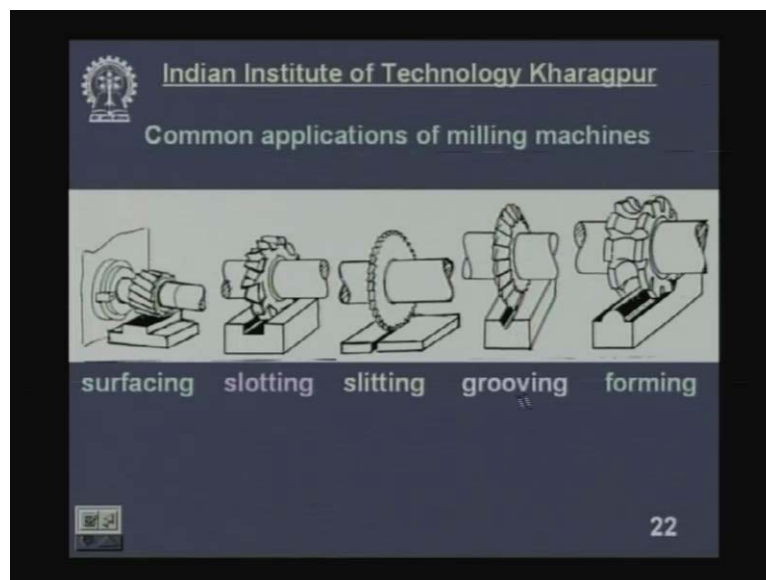 Indian Institute of Technology Kharagpur
Common applications of milling machines
surfacing slotting slitting grooving forming
22